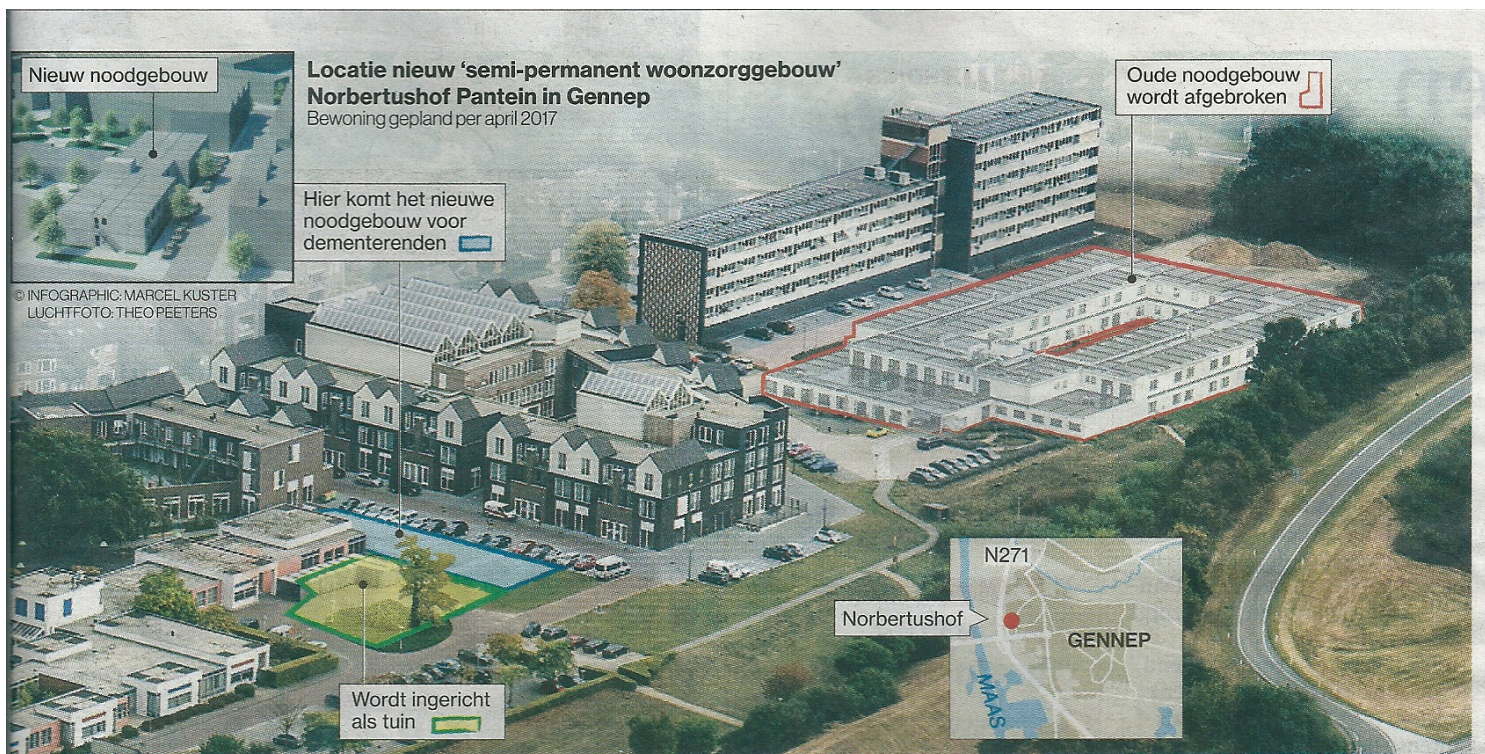 Nieuw noodgebouw
Locatie nieuw ‘semi-permanent woonzorggebouw’
Norbertushof Pantein in Gennep
Bewoning gepland per april 2017
Oude noodgebouw
wordt afgebroken
Hier komt het nieuwe
noodgebouw voor
dementerenden
© INFOGRAPHIC: MARCEL KUSTER
LUCHTFOTO: THEO PEETERS
N271
Norbertushof
GENNEP
MAAS
Wordt ingericht
als tuin